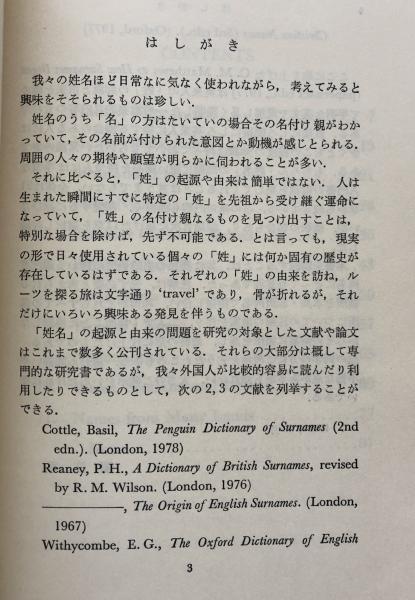 はしがき
我々の姓名ほど日常なに気なく使われながら，考えてみると
興味をそそられるものは珍しい．
姓名のうち「名」の方はたいていの場合その名付け親がわか
っていて，その名前が付けられた意図とか動機が感じとられる．
周囲の人々の期待や願望が明らかに伺われることが多い．
それに比べると，「姓」の起源や由来は簡単ではない．人は
生まれた瞬間にすでに特定の「姓」を先祖から受け継ぐ運命に
なっていて，「姓」の名付け親なるものを見つけ出すことは，
特別な場合を除けば，先ず不可能である．とは言っても，現実
の形で日々使用されている個々の「姓」には何か固有の歴史が
存在しているはずである．それぞれの「姓」の由来を訪ね，ル
ーツを探る旅は文字通り‘travel’であり，骨が折れるが，それ
だけにいろいろ興味ある発見を伴うものである．
「姓名」の起源と由来の問題を研究の対象とした文献や論文
はこれまで数多く公刊されている．それらの大部分は概して専
門的な研究書であるが，我々外国人が比較的容易に読んだり利
用したりできるものとして，次の2,3の文献を列挙することが
できる．
Cottle, Basil, The Penguin Dictionary of Surnames (2nd
edn.). (London, 1978)
Reaney, P. H., A Dictionary of British Surnames, revised
by R. M. Wilson. (London, 1976)
————, The Origin of English Surnames. (London,
1967)
Withycombe, E. G., The Oxford Dictionary of English
3